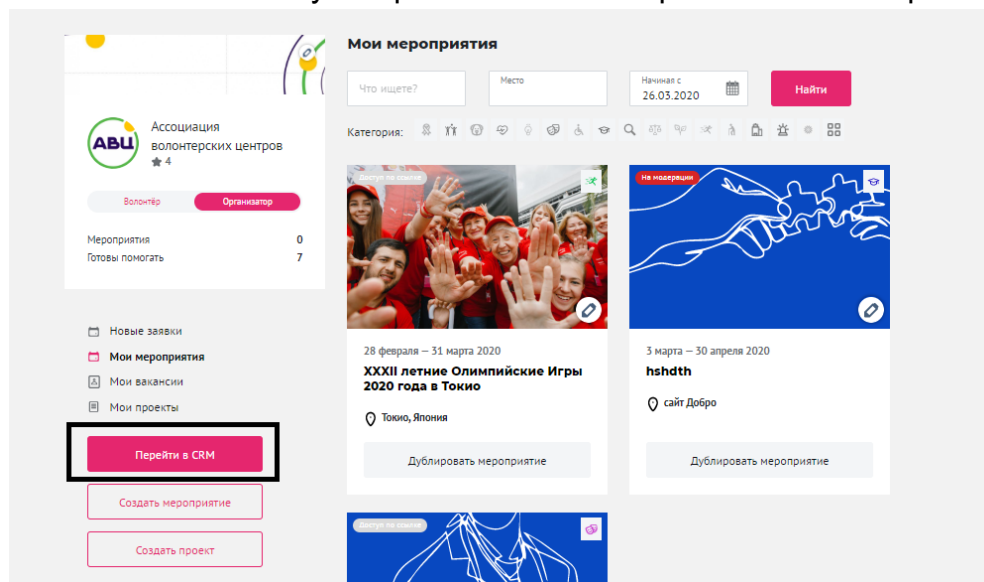 Мои мероприятия
Что ищете?
Место
Начиная с
26.03.2020
Найти
Категория:
АВЦ
Ассоциация
волонтерских центров
4
Волонтёр
Организатор
Мероприятия 0
Готовы помогать 7
Новые заявки
Мои мероприятия
Мои вакансии
Мои проекты
Перейти в CRM
Создать мероприятие
Создать проект
Доступ по ссылке
28 февраля — 31 марта 2020
XXXII летние Олимпийские Игры
2020 года в Токио
Токио, Япония
Дублировать мероприятие
На модерации
3 марта — 30 апреля 2020
hshdth
сайт Добро
Дублировать мероприятие
Доступ по ссылке